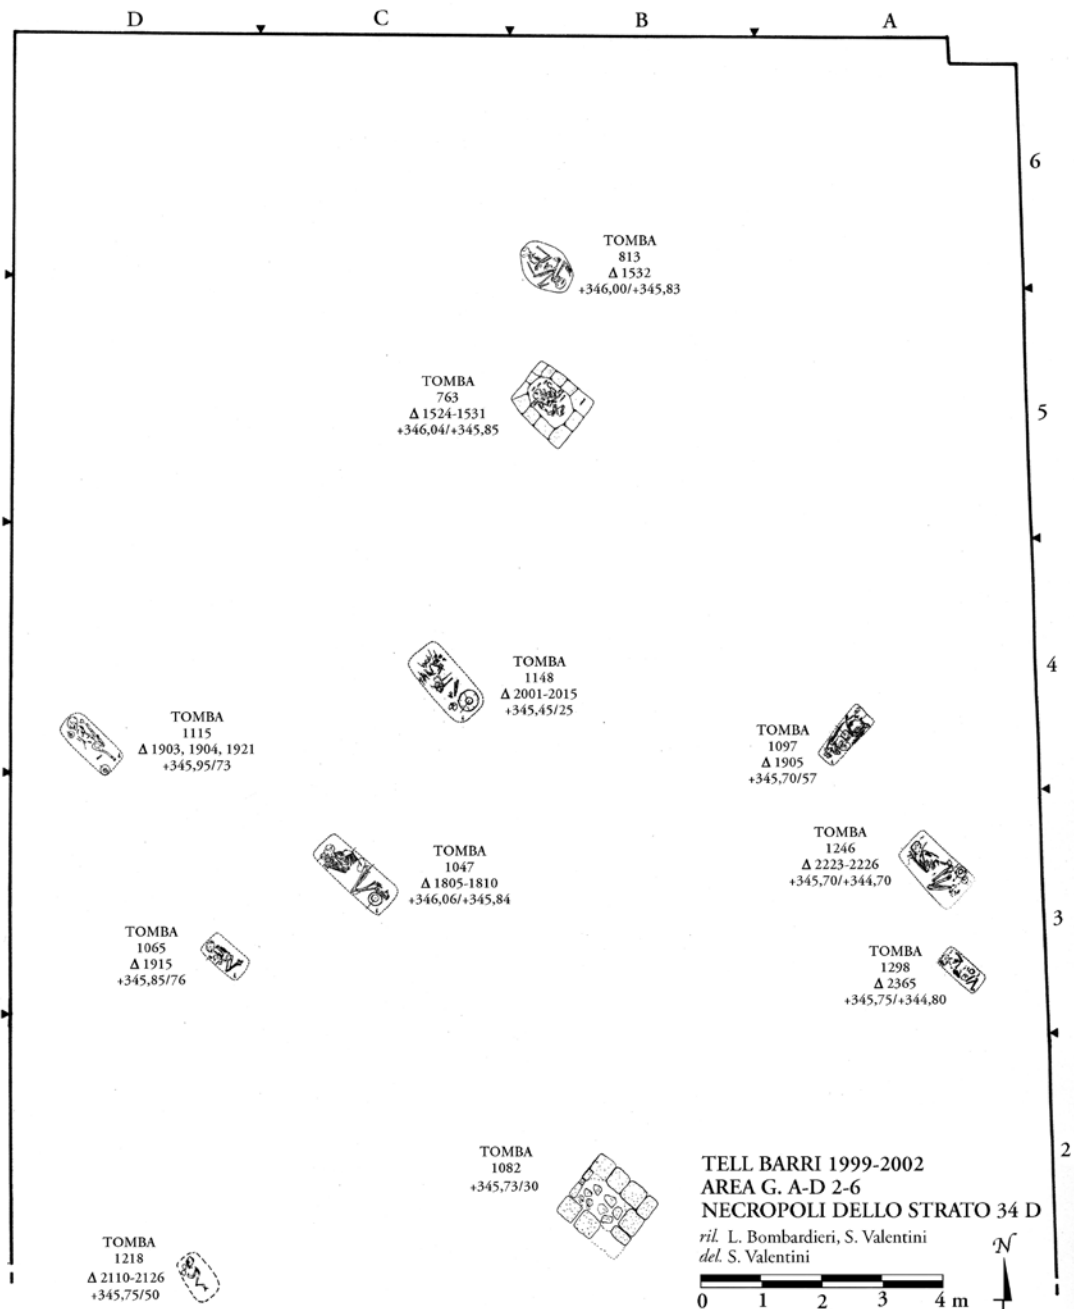 D C B A
6
TOMBA
813
Δ 1532
+346,00/+345,83
TOMBA
763
Δ 1524-1531
+346,04/+345,85
5
TOMBA
1148
Δ 2001-2015
+345,45/25
4
TOMBA
1115
Δ 1903, 1904, 1921
+345,95/73
TOMBA
1097
Δ 1905
+345,70/57
TOMBA
1246
Δ 2223-2226
+345,70/+344,70
TOMBA
1047
Δ 1805-1810
+346,06/+345,84
3
TOMBA
1065
Δ 1915
+345,85/76
TOMBA
1298
Δ 2365
+345,75/+344,80
2
TOMBA
1082
+345,73/30
TOMBA
1218
Δ 2110-2126
+345,75/50
TELL BARRI 1999-2002
AREA G. A-D 2-6
NECROPOLI DELLO STRATO 34 D
ril. L. Bombardieri, S. Valentini
del. S. Valentini
N
0 1 2 3 4 m